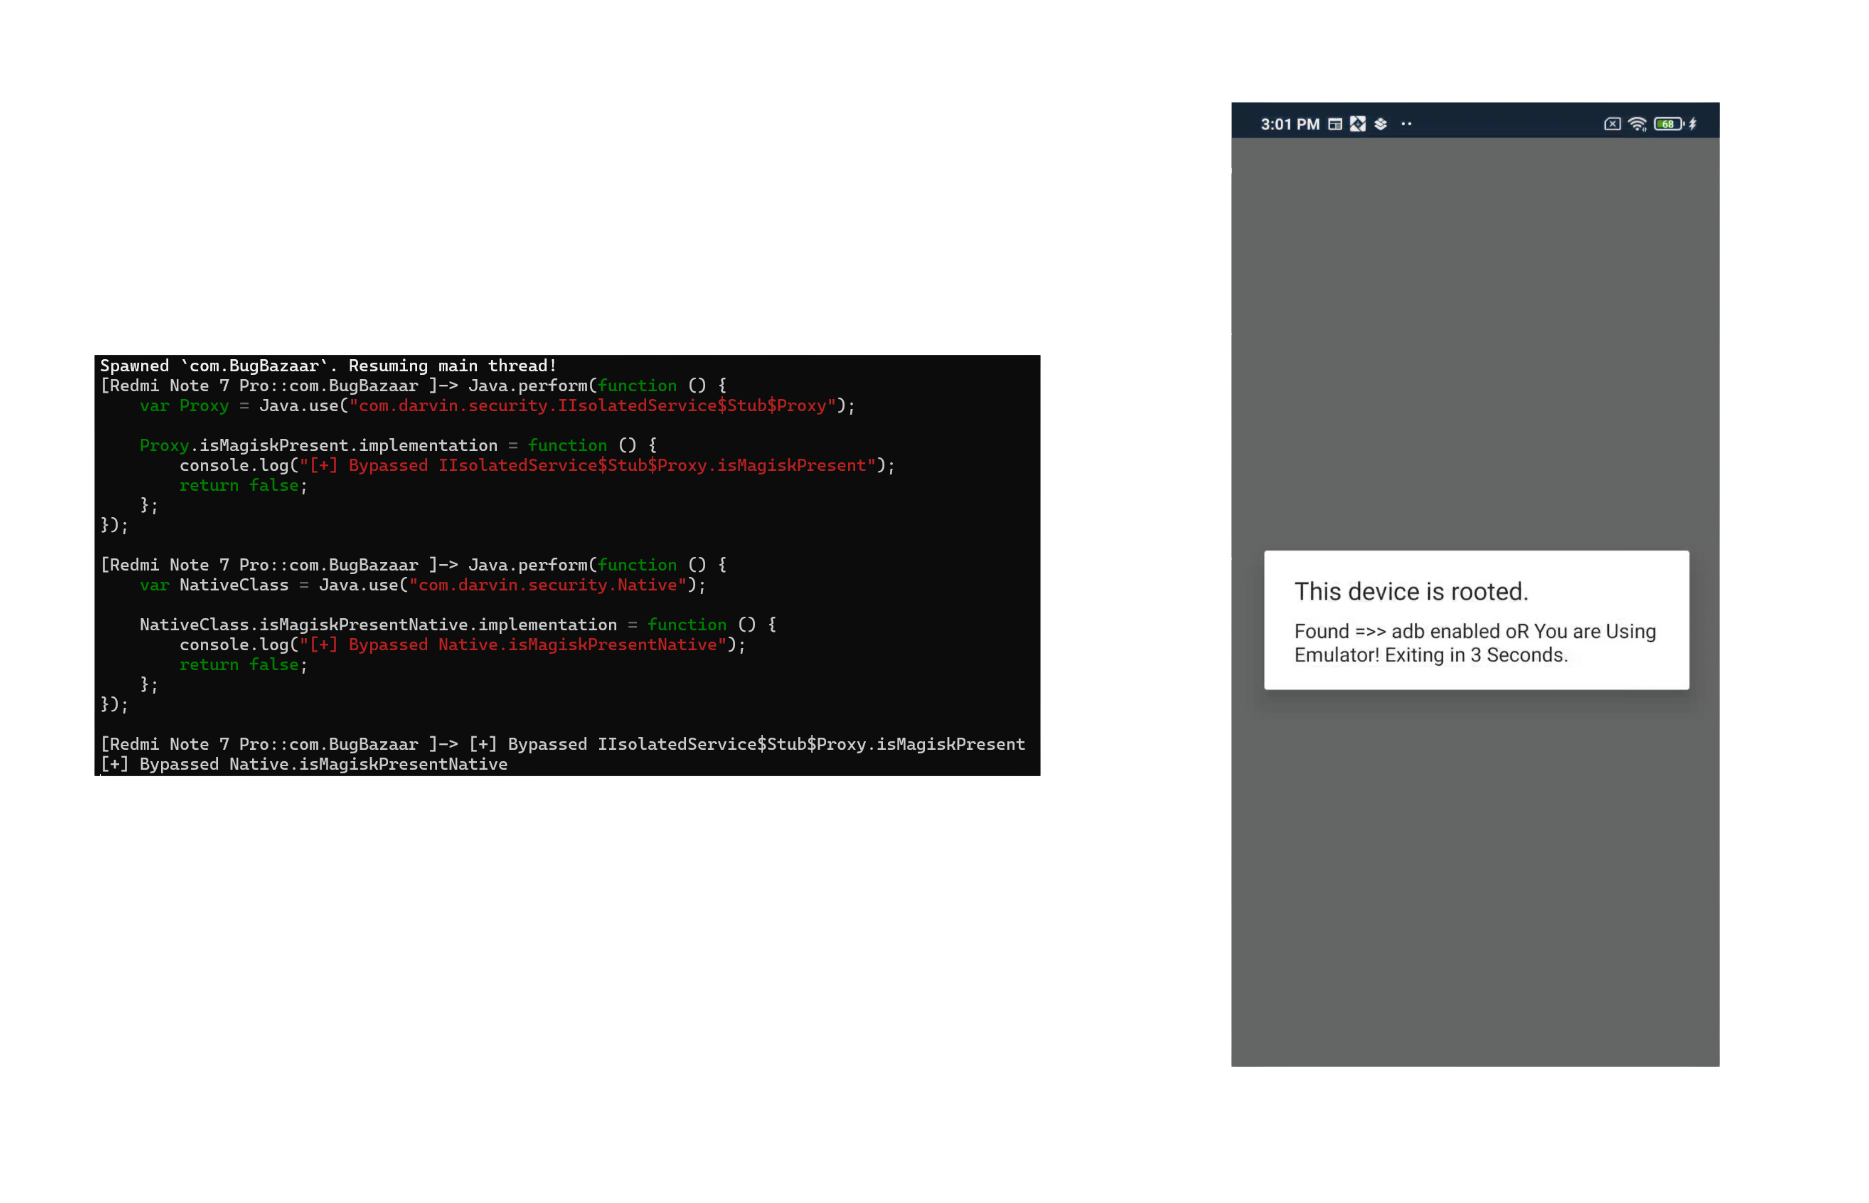 Spawned `com.BugBazaar`. Resuming main thread!
[Redmi Note 7 Pro::com.BugBazaar ]-> Java.perform(function () {
    var Proxy = Java.use("com.darvin.security.IIsolatedService$Stub$Proxy");
    Proxy.isMagiskPresent.implementation = function () {
        console.log("[+] Bypassed IIsolatedService$Stub$Proxy.isMagiskPresent");
        return false;
    };
});
[Redmi Note 7 Pro::com.BugBazaar ]-> Java.perform(function () {
    var NativeClass = Java.use("com.darvin.security.Native");
    NativeClass.isMagiskPresentNative.implementation = function () {
        console.log("[+] Bypassed Native.isMagiskPresentNative");
        return false;
    };
});
[Redmi Note 7 Pro::com.BugBazaar ]-> [+] Bypassed IIsolatedService$Stub$Proxy.isMagiskPresent
[+] Bypassed Native.isMagiskPresentNative
3:01 PM
68
This device is rooted.
Found =>> adb enabled oR You are Using
Emulator! Exiting in 3 Seconds.